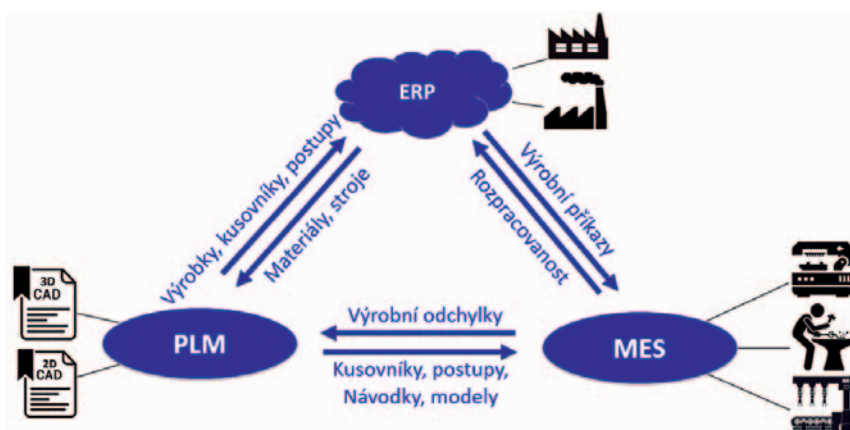 ERP
Výrobky, kusovníky, postupy
Materiály, stroje
Výrobní příkazy
Rozpracovanost
3D
CAD
2D
CAD
PLM
Výrobní odchylky
Kusovníky, postupy,
Návodky, modely
MES